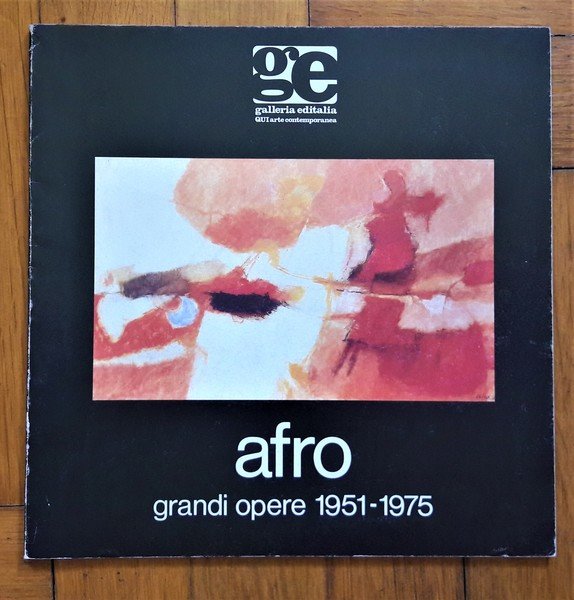 ge
galleria editalia
QUI arte contemporanea
afro
grandi opere 1951-1975